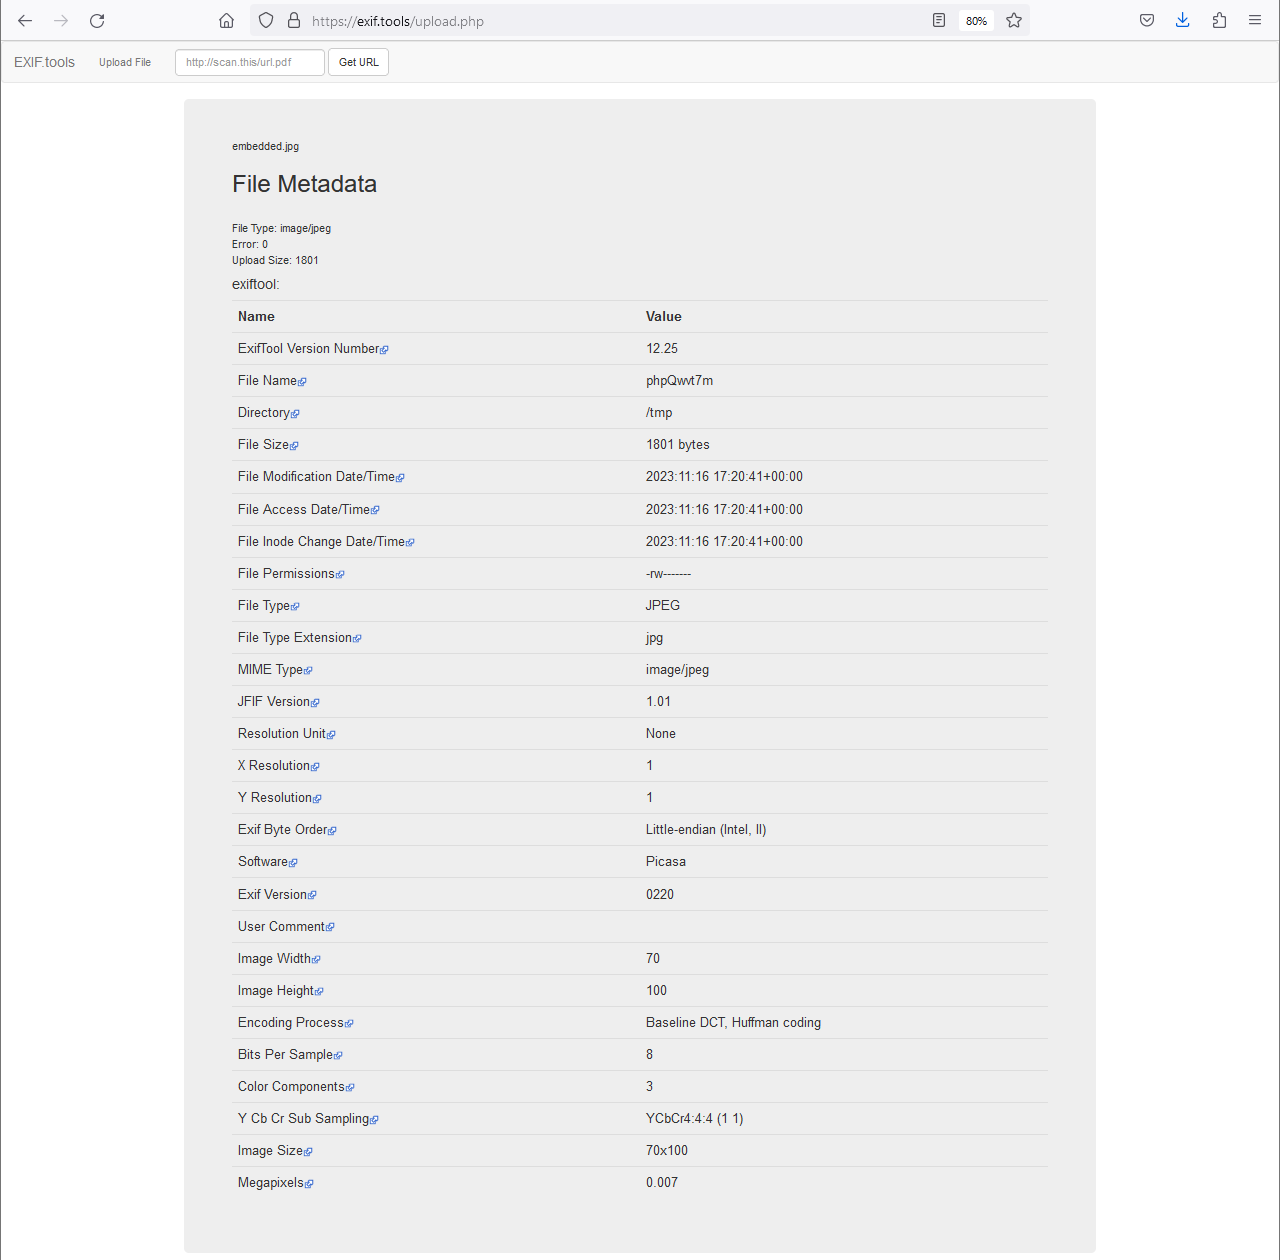 https://exif.tools/upload.php 80%
EXIF.tools Upload File http://scan.this/url.pdf Get URL
embedded.jpg
File Metadata
File Type: image/jpeg
Error: 0
Upload Size: 1801
exiftool:
Name Value
ExifTool Version Number 12.25
File Name phpQwvt7m
Directory /tmp
File Size 1801 bytes
File Modification Date/Time 2023:11:16 17:20:41+00:00
File Access Date/Time 2023:11:16 17:20:41+00:00
File Inode Change Date/Time 2023:11:16 17:20:41+00:00
File Permissions -rw-------
File Type JPEG
File Type Extension jpg
MIME Type image/jpeg
JFIF Version 1.01
Resolution Unit None
X Resolution 1
Y Resolution 1
Exif Byte Order Little-endian (Intel, II)
Software Picasa
Exif Version 0220
User Comment
Image Width 70
Image Height 100
Encoding Process Baseline DCT, Huffman coding
Bits Per Sample 8
Color Components 3
Y Cb Cr Sub Sampling YCbCr4:4:4 (1 1)
Image Size 70x100
Megapixels 0.007